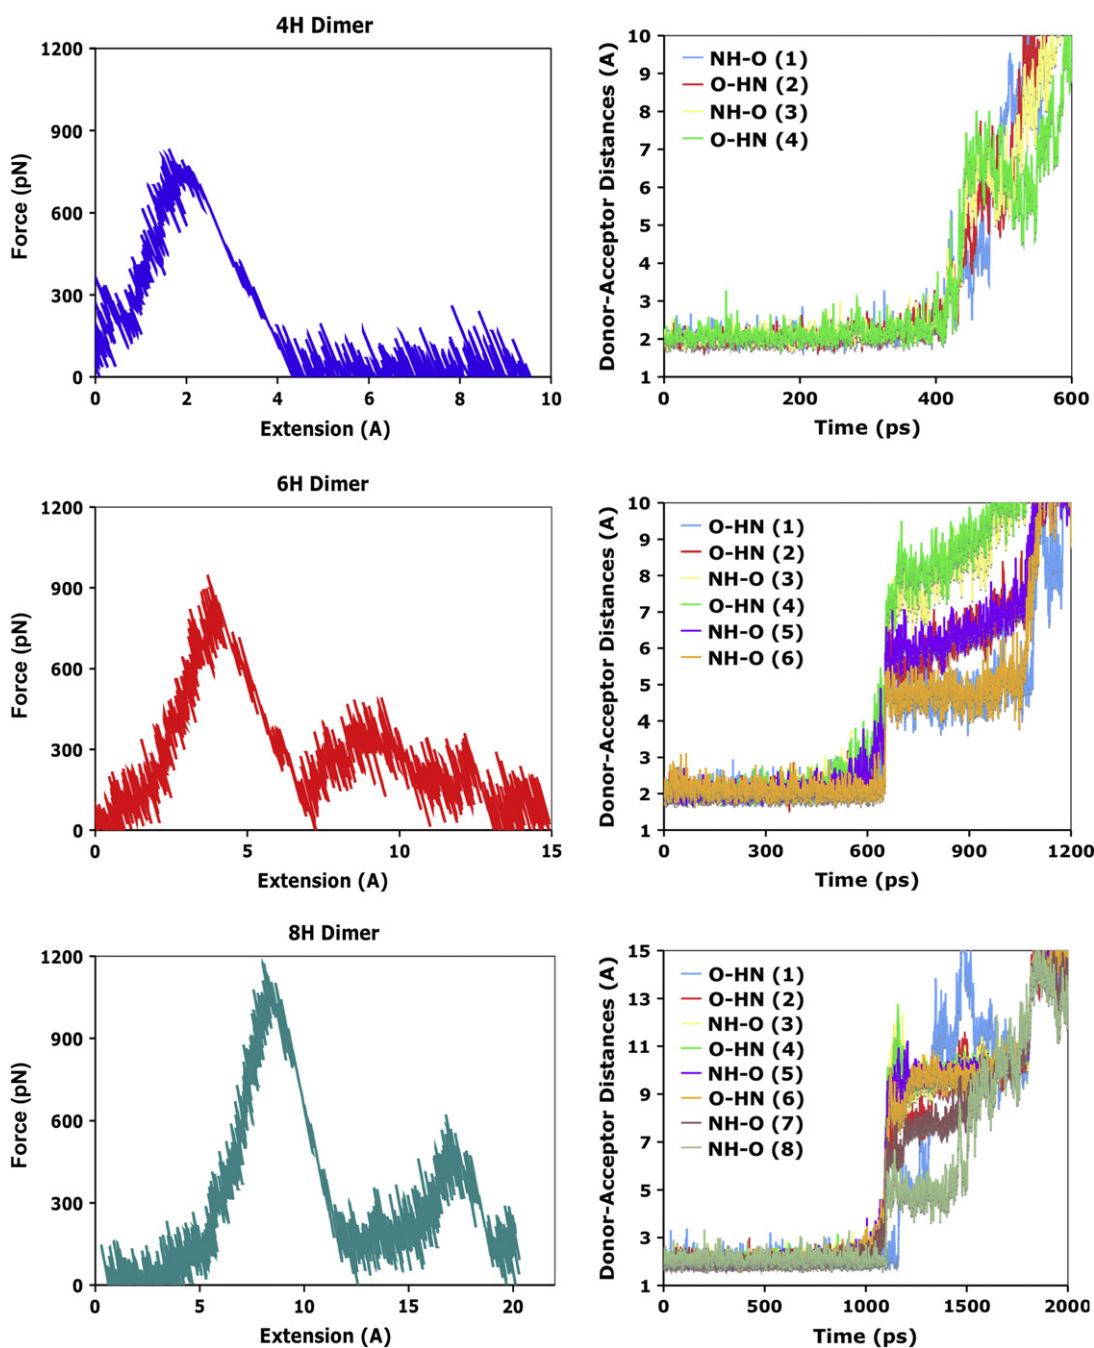 4H Dimer
1200
900
600
300
0
Force (pN)
0 2 4 6 8 10
Extension (A)
10
9
8
7
6
5
4
3
2
1
Donor-Acceptor Distances (A)
NH-O (1)
O-HN (2)
NH-O (3)
O-HN (4)
0 200 400 600
Time (ps)
6H Dimer
1200
900
600
300
0
Force (pN)
0 5 10 15
Extension (A)
10
9
8
7
6
5
4
3
2
1
Donor-Acceptor Distances (A)
O-HN (1)
O-HN (2)
NH-O (3)
O-HN (4)
NH-O (5)
NH-O (6)
0 300 600 900 1200
Time (ps)
8H Dimer
1200
900
600
300
0
Force (pN)
0 5 10 15 20
Extension (A)
15
13
11
9
7
5
3
1
Donor-Acceptor Distances (A)
O-HN (1)
O-HN (2)
NH-O (3)
O-HN (4)
NH-O (5)
O-HN (6)
NH-O (7)
NH-O (8)
0 500 1000 1500 2000
Time (ps)